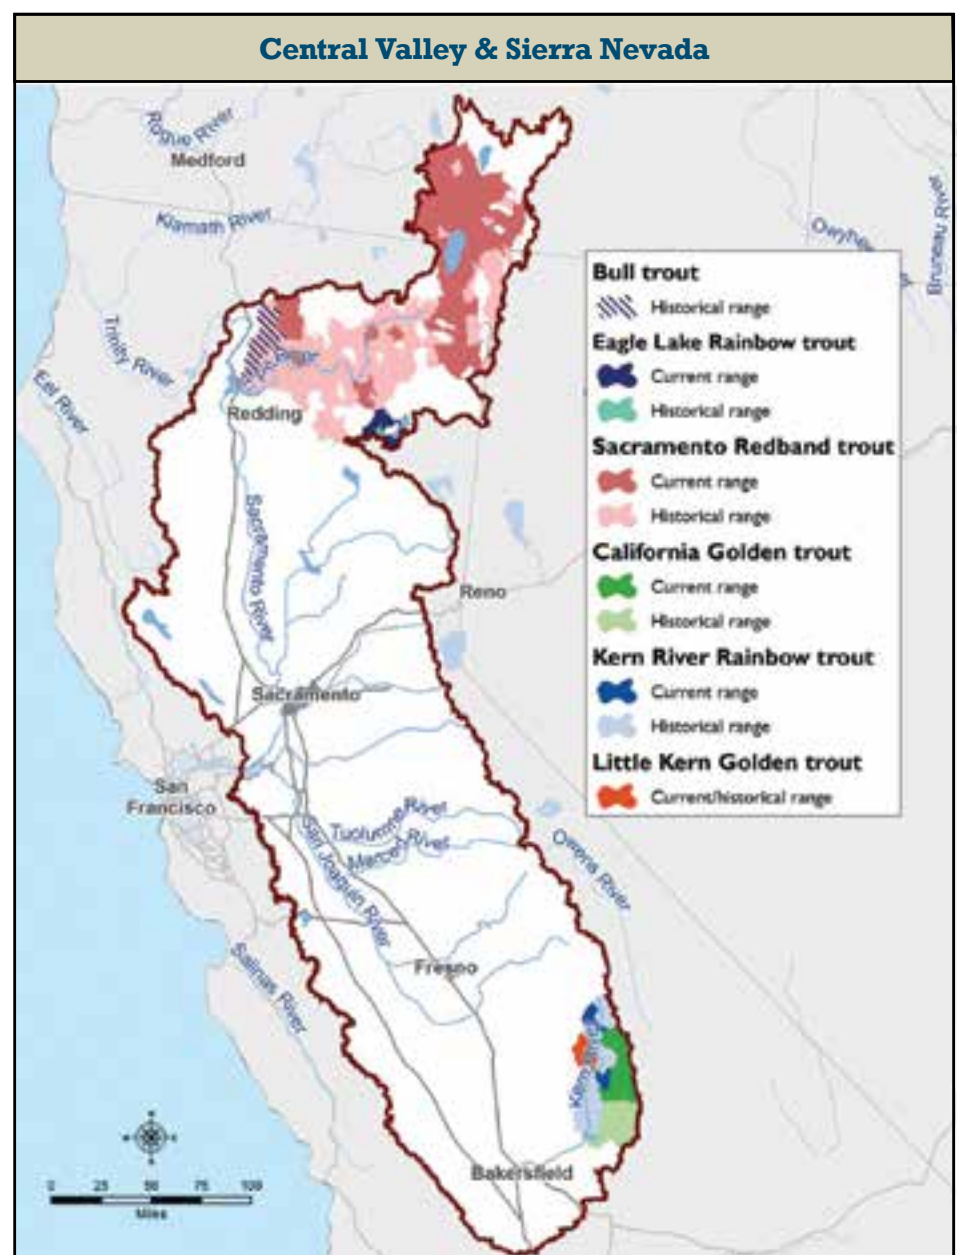 Central Valley & Sierra Nevada
Rogue River
Medford
Klamath River
Owyhee
Bruneau River
Trinity River
Eel River
Redding
Sacramento River
Reno
Sacramento
San
Francisco
Tuolumne River
Merced River
San Joaquin River
Owens River
Fresno
Salinas River
Kern River
Bakersfield
Bull trout
Historical range
Eagle Lake Rainbow trout
Current range
Historical range
Sacramento Redband trout
Current range
Historical range
California Golden trout
Current range
Historical range
Kern River Rainbow trout
Current range
Historical range
Little Kern Golden trout
Current/historical range
0 25 50 75 100
Miles